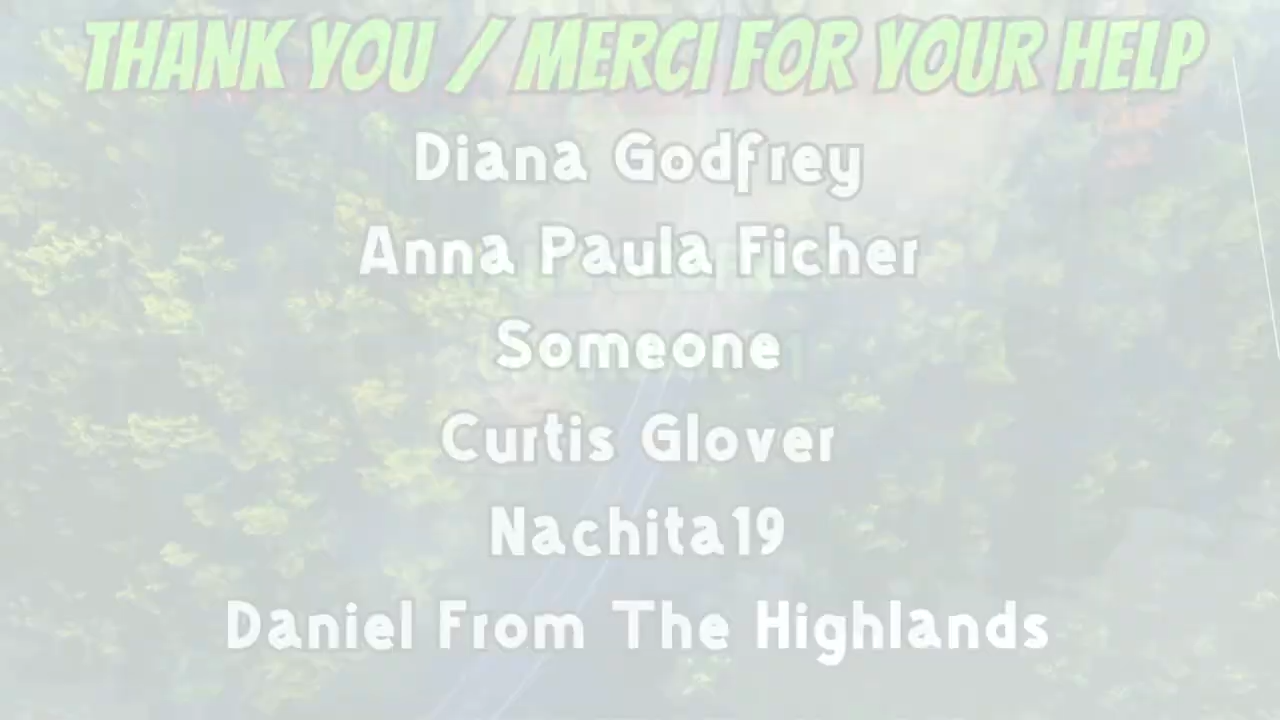 THANK YOU / MERCI FOR YOUR HELP
Diana Godfrey
Anna Paula Ficher
Someone
Curtis Glover
Nachita19
Daniel From The Highlands